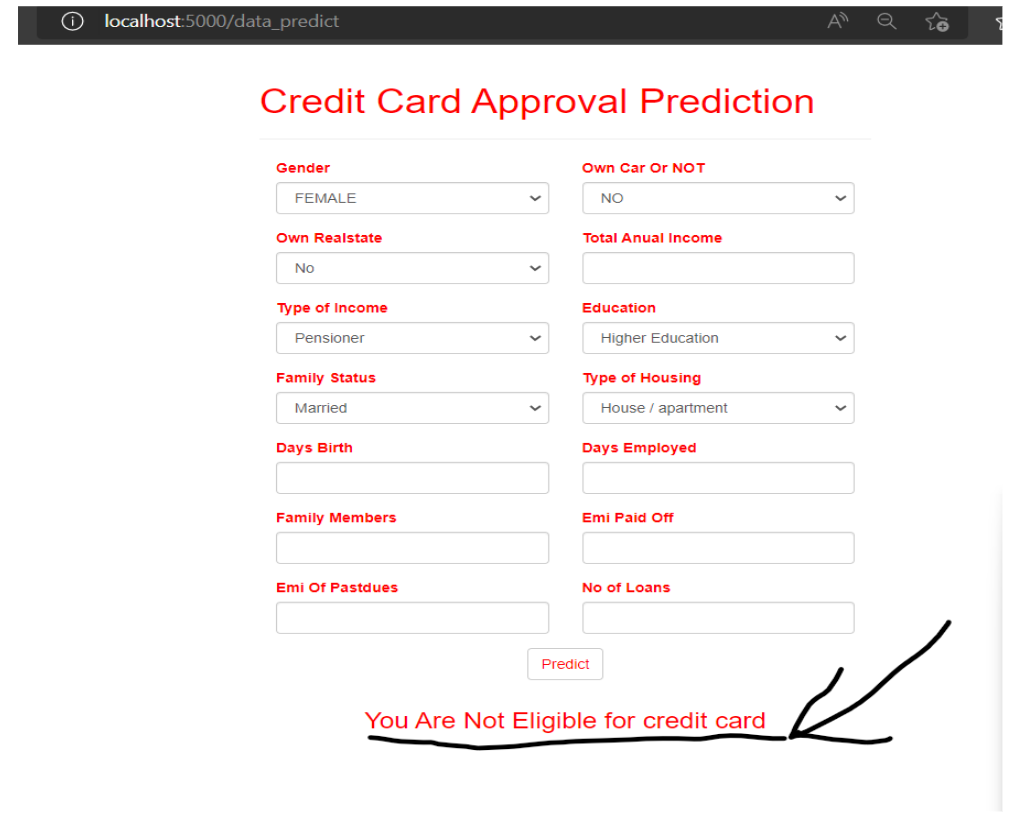 localhost:5000/data_predict
Credit Card Approval Prediction
Gender Own Car Or NOT
FEMALE NO
Own Realstate Total Anual Income
No
Type of Income Education
Pensioner Higher Education
Family Status Type of Housing
Married House / apartment
Days Birth Days Employed
Family Members Emi Paid Off
Emi Of Pastdues No of Loans
Predict
You Are Not Eligible for credit card